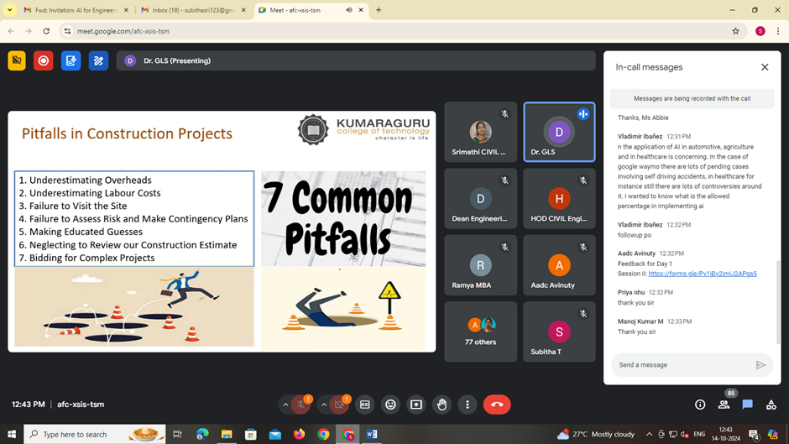 Fwd: Invitation: AI for Engineer
Inbox (19) - subithasri123@gm
Meet - afc-xsis-tsm
meet.google.com/afc-xsis-tsm
S
D
Dr. GLS (Presenting)
Pitfalls in Construction Projects
KUMARAGURU
college of technology
character is life
1. Underestimating Overheads
2. Underestimating Labour Costs
3. Failure to Visit the Site
4. Failure to Assess Risk and Make Contingency Plans
5. Making Educated Guesses
6. Neglecting to Review our Construction Estimate
7. Bidding for Complex Projects
7 Common
Pitfalls
Srimathi CIVIL ...
D
Dr. GLS
D
Dean Engineeri...
H
HOD CIVIL Engi...
R
Ramya MBA
A
Aadc Avinuty
A
77 others
S
Subitha T
In-call messages
Messages are being recorded with the call
Thanks, Ms Abbie
Vladimir Ibañez 12:31 PM
n the application of AI in automotive, agriculture
and in healthcare is concerning. In the case of
google waymo there are lots of pending cases
involving self driving accidents, in healthcare for
instance still there are lots of controversies around
it. I wanted to know what is the allowed
percentage in implementing ai
Vladimir Ibañez 12:32 PM
followup po
Aadc Avinuty 12:32 PM
Feedback for Day 1
Session II: https://forms.gle/Pv1jBv2imiJ2APgs5
Priya nhu 12:32 PM
thank you sir
Manoj Kumar M 12:33 PM
Thank you sir
Send a message
12:43 PM | afc-xsis-tsm
85
Type here to search
27°C Mostly cloudy
ENG
12:43
14-10-2024